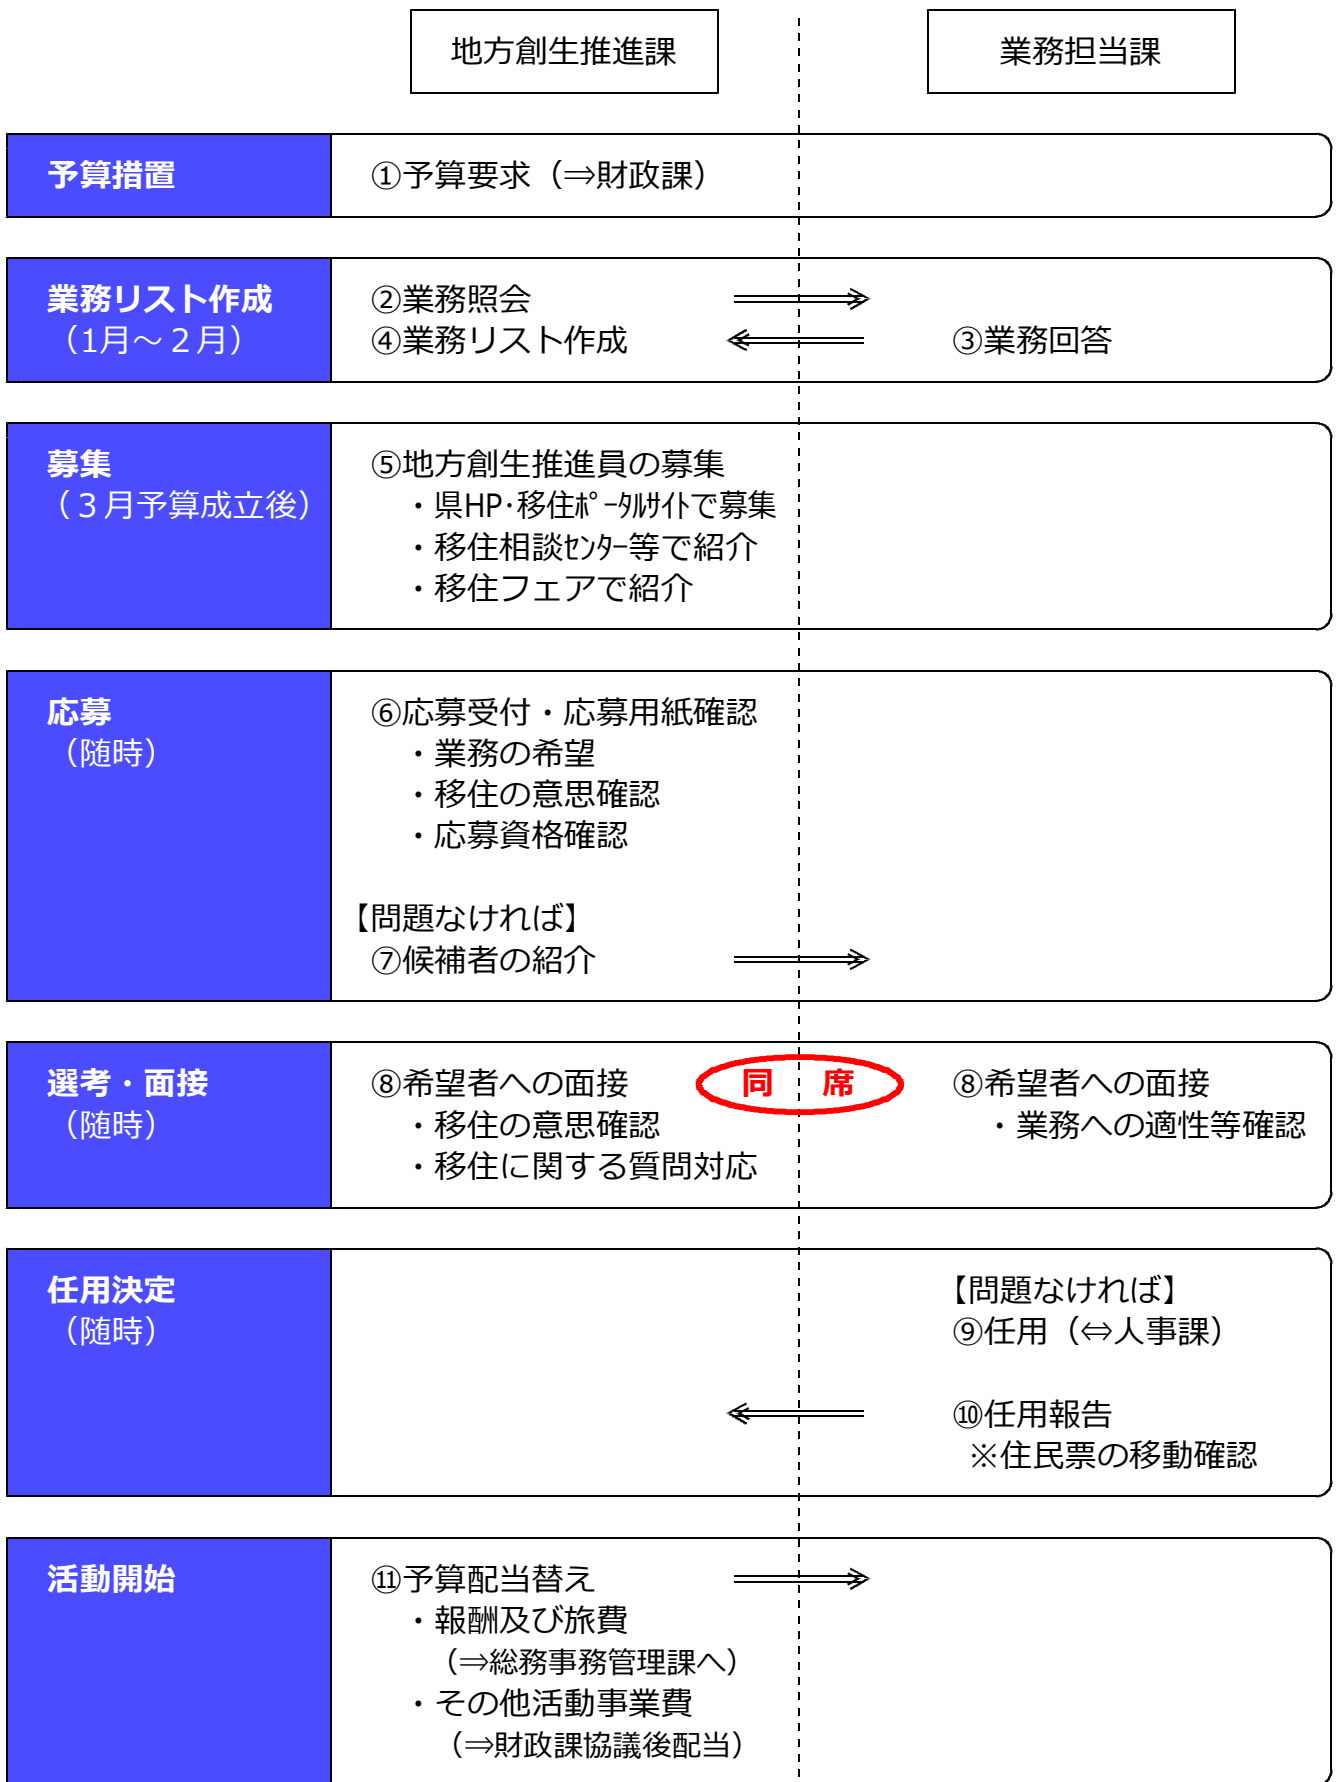 地方創生推進課
業務担当課
予算措置
①予算要求（⇒財政課）
業務リスト作成
（1月～２月）
②業務照会
④業務リスト作成
③業務回答
募集
（３月予算成立後）
⑤地方創生推進員の募集
・県HP･移住ﾎﾟｰﾀﾙｻｲﾄで募集
・移住相談ｾﾝﾀｰ等で紹介
・移住フェアで紹介
応募
（随時）
⑥応募受付・応募用紙確認
・業務の希望
・移住の意思確認
・応募資格確認
【問題なければ】
⑦候補者の紹介
選考・面接
（随時）
⑧希望者への面接
・移住の意思確認
・移住に関する質問対応
同　席
⑧希望者への面接
・業務への適性等確認
任用決定
（随時）
【問題なければ】
⑨任用（⇔人事課）
⑩任用報告
※住民票の移動確認
活動開始
⑪予算配当替え
・報酬及び旅費
（⇒総務事務管理課へ）
・その他活動事業費
（⇒財政課協議後配当）